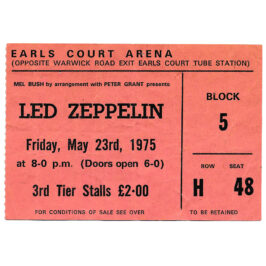 EARLS COURT ARENA
(OPPOSITE WARWICK ROAD EXIT EARLS COURT TUBE STATION)
MEL BUSH by arrangement with PETER GRANT presents
LED ZEPPELIN
Friday, May 23rd, 1975
at 8-0 p.m. (Doors open 6-0)
3rd Tier Stalls £2·00
FOR CONDITIONS OF SALE SEE OVER
BLOCK
5
ROW SEAT
H 48
TO BE RETAINED